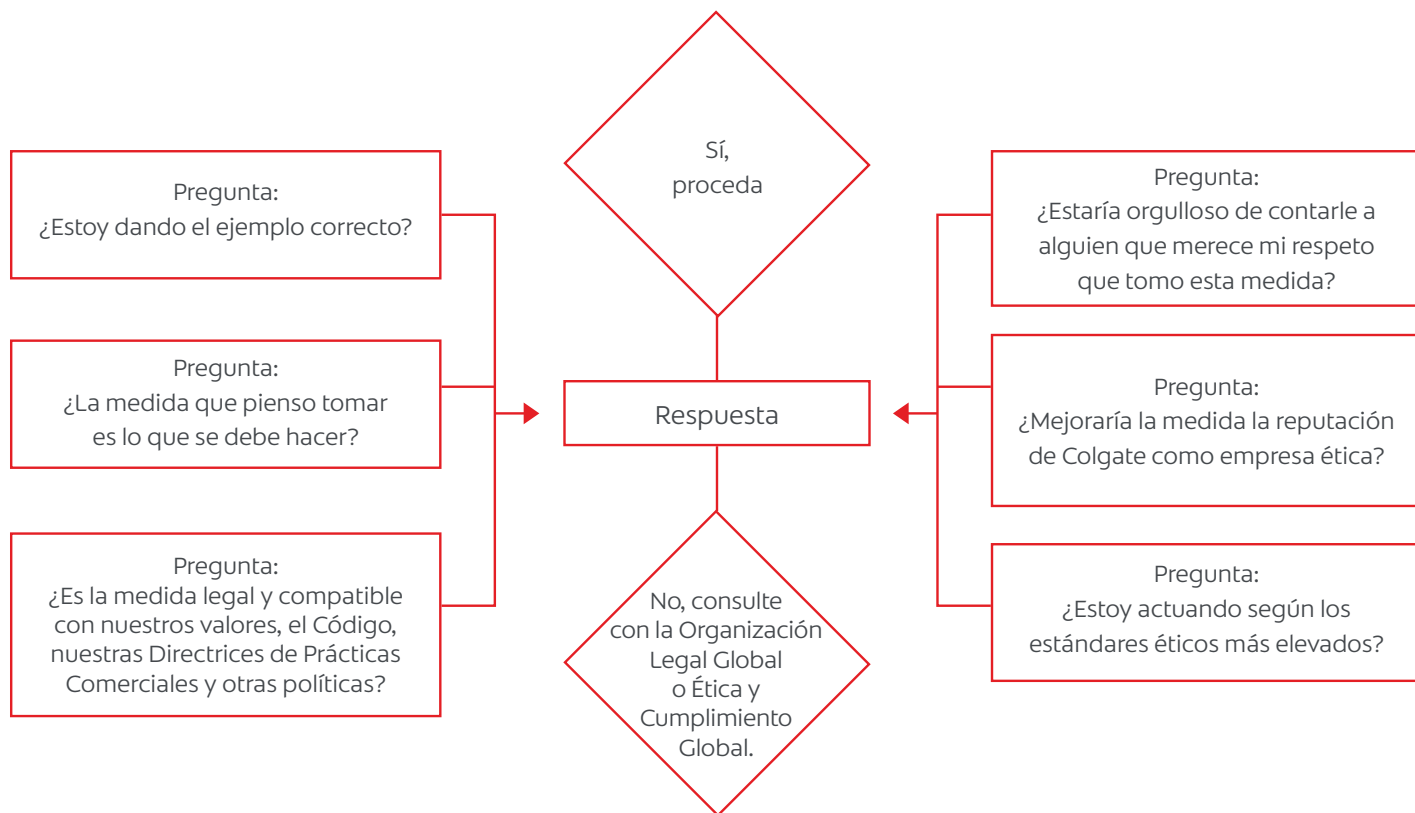 Pregunta:
¿Estoy dando el ejemplo correcto?
Pregunta:
¿La medida que pienso tomar
es lo que se debe hacer?
Pregunta:
¿Es la medida legal y compatible
con nuestros valores, el Código,
nuestras Directrices de Prácticas
Comerciales y otras políticas?
Sí,
proceda
Respuesta
No, consulte
con la Organización
Legal Global
o Ética y
Cumplimiento
Global.
Pregunta:
¿Estaría orgulloso de contarle a
alguien que merece mi respeto
que tomo esta medida?
Pregunta:
¿Mejoraría la medida la reputación
de Colgate como empresa ética?
Pregunta:
¿Estoy actuando según los
estándares éticos más elevados?